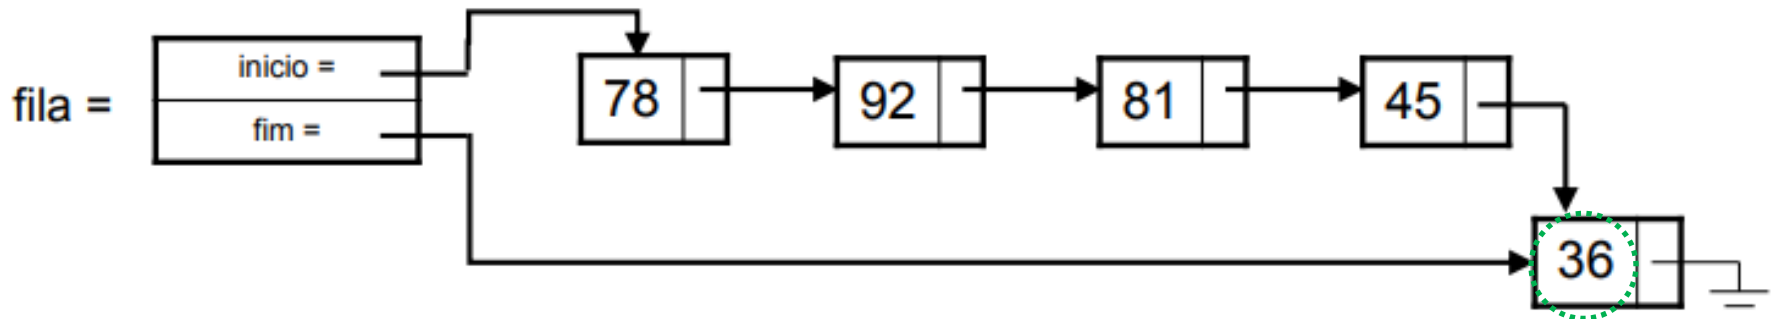 fila =
inicio =
fim =
78
92
81
45
36